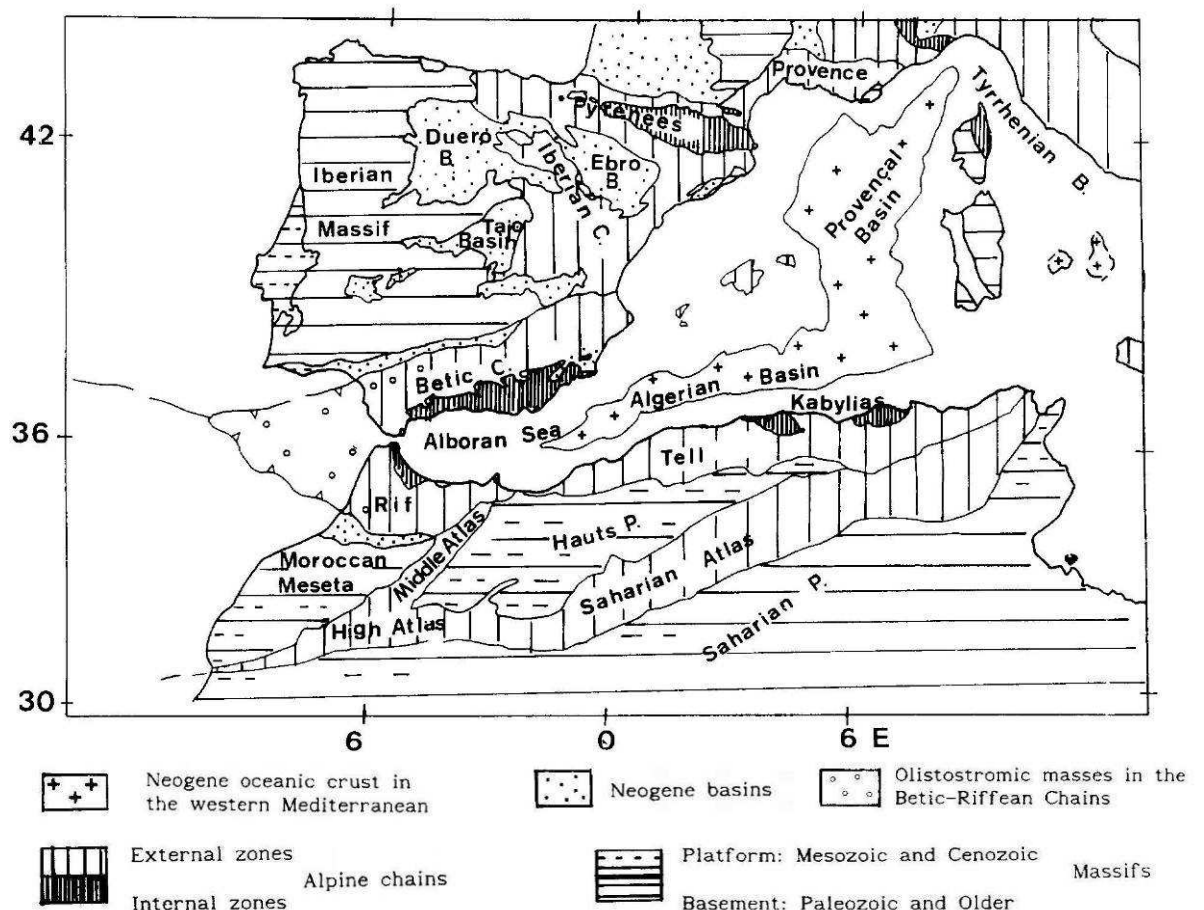 Provence
Tyrrhenian
B.
42
Pyrenees
Duero
B.
Iberian C.
Ebro
B.
Iberian
Massif
Tajo
Basin
Provençal
Basin
Betic C.
Algerian Basin
Kabylias
36
Alboran Sea
Tell
Rif
Middle Atlas
Hauts P.
Moroccan
Meseta
Saharian Atlas
High Atlas
Saharian P.
30
6
0
6 E
Neogene oceanic crust in
the western Mediterranean
Neogene basins
Olistostromic masses in the
Betic-Riffean Chains
External zones
Alpine chains
Internal zones
Platform: Mesozoic and Cenozoic
Massifs
Basement: Paleozoic and Older